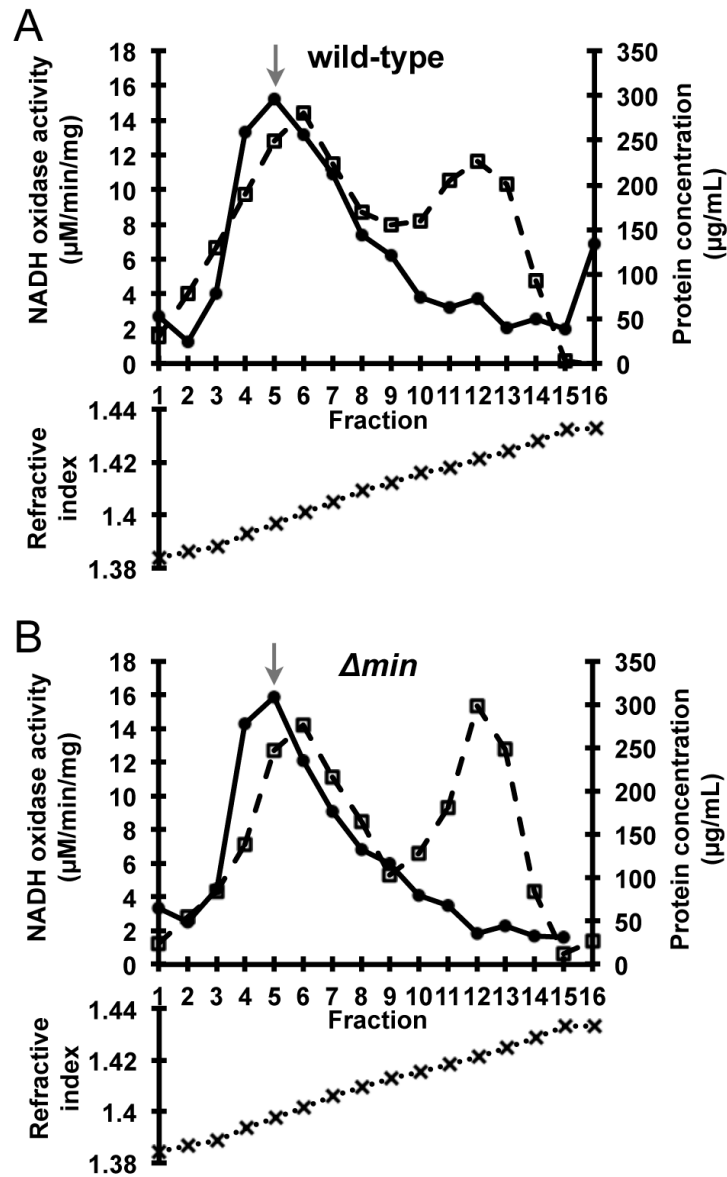 A
wild-type
NADH oxidase activity
(µM/min/mg)
18
16
14
12
10
8
6
4
2
0
350
300
250
200
150
100
50
0
Protein concentration
(µg/mL)
1 2 3 4 5 6 7 8 9 10 11 12 13 14 15 16
Fraction
Refractive
index
1.44
1.42
1.4
1.38
B
Δmin
NADH oxidase activity
(µM/min/mg)
18
16
14
12
10
8
6
4
2
0
350
300
250
200
150
100
50
0
Protein concentration
(µg/mL)
1 2 3 4 5 6 7 8 9 10 11 12 13 14 15 16
Fraction
Refractive
index
1.44
1.42
1.4
1.38